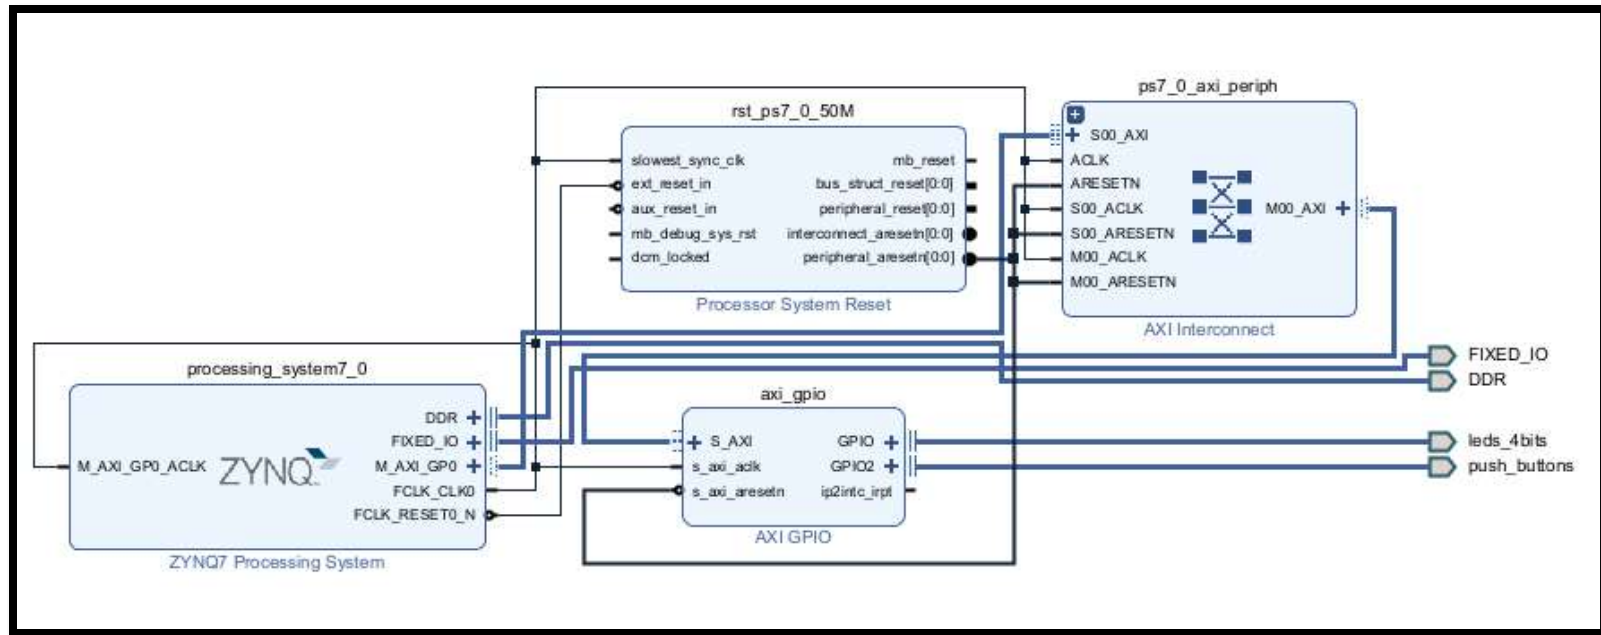 ps7_0_axi_periph
rst_ps7_0_50M
S00_AXI
slowest_sync_clk
mb_reset
ACLK
ext_reset_in
bus_struct_reset[0:0]
ARESETN
aux_reset_in
peripheral_reset[0:0]
S00_ACLK
M00_AXI
mb_debug_sys_rst
interconnect_aresetn[0:0]
S00_ARESETN
dcm_locked
peripheral_aresetn[0:0]
M00_ACLK
M00_ARESETN
Processor System Reset
AXI Interconnect
processing_system7_0
FIXED_IO
DDR
axi_gpio
DDR
FIXED_IO
M_AXI_GP0_ACLK
ZYNQ
M_AXI_GP0
FCLK_CLK0
FCLK_RESET0_N
ZYNQ7 Processing System
S_AXI
GPIO
s_axi_aclk
GPIO2
s_axi_aresetn
ip2intc_irpt
AXI GPIO
leds_4bits
push_buttons